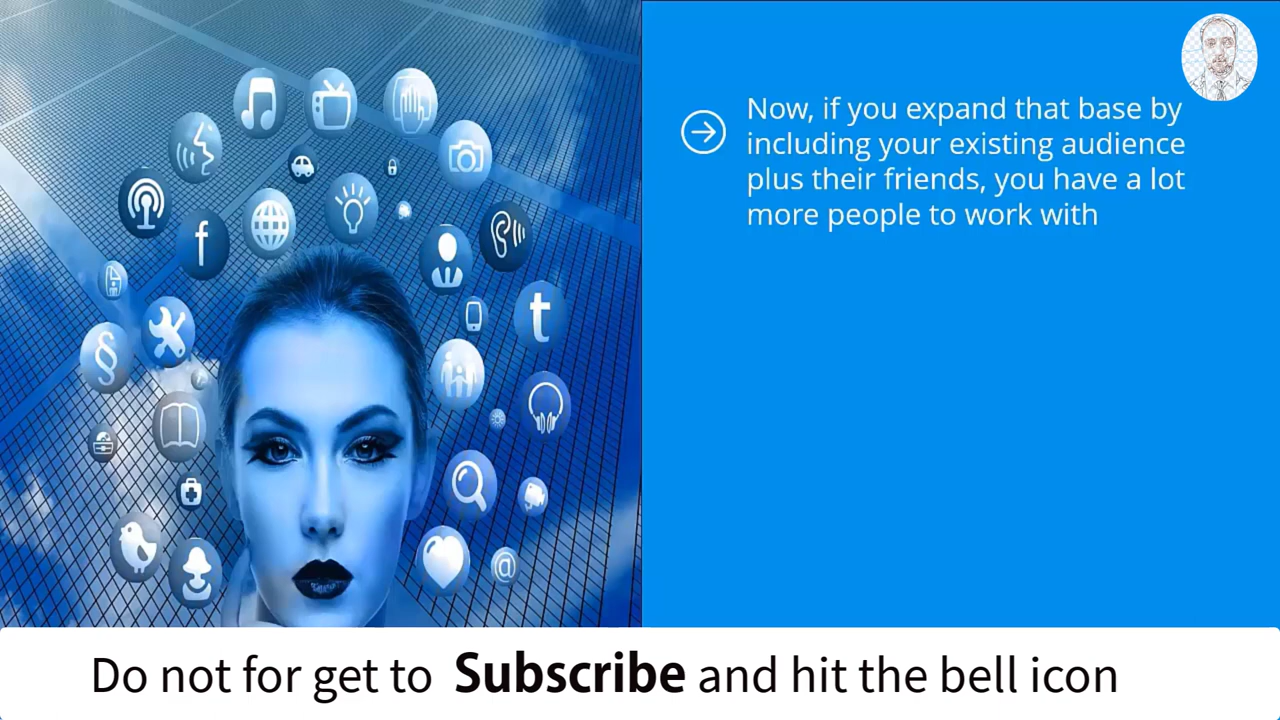 Now, if you expand that base by
including your existing audience
plus their friends, you have a lot
more people to work with
f
t
§
@
Do not for get to Subscribe and hit the bell icon